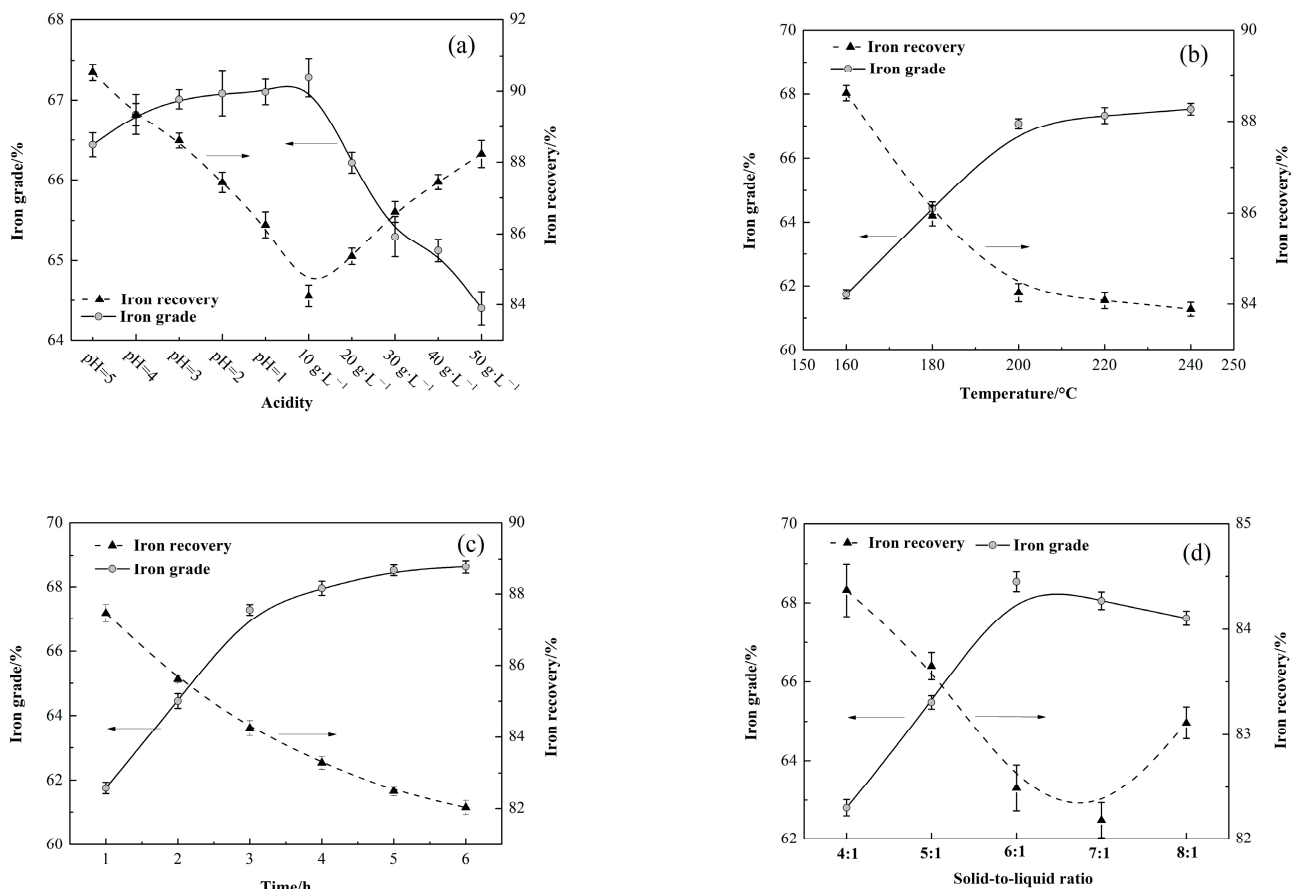 (a)
68
67
66
65
64
Iron grade/%
92
90
88
86
84
Iron recovery/%
Iron recovery
Iron grade
pH=5
pH=4
pH=3
pH=2
pH=1
10 g·L⁻¹
20 g·L⁻¹
30 g·L⁻¹
40 g·L⁻¹
50 g·L⁻¹
Acidity
(b)
Iron recovery
Iron grade
70
68
66
64
62
60
Iron grade/%
90
88
86
84
Iron recovery/%
150 160 170 180 190 200 210 220 230 240 250
Temperature/°C
(c)
Iron recovery
Iron grade
70
68
66
64
62
60
Iron grade/%
90
88
86
84
82
Iron recovery/%
1 2 3 4 5 6
Time/h
(d)
Iron recovery Iron grade
70
68
66
64
62
Iron grade/%
85
84
83
82
Iron recovery/%
4:1 5:1 6:1 7:1 8:1
Solid-to-liquid ratio